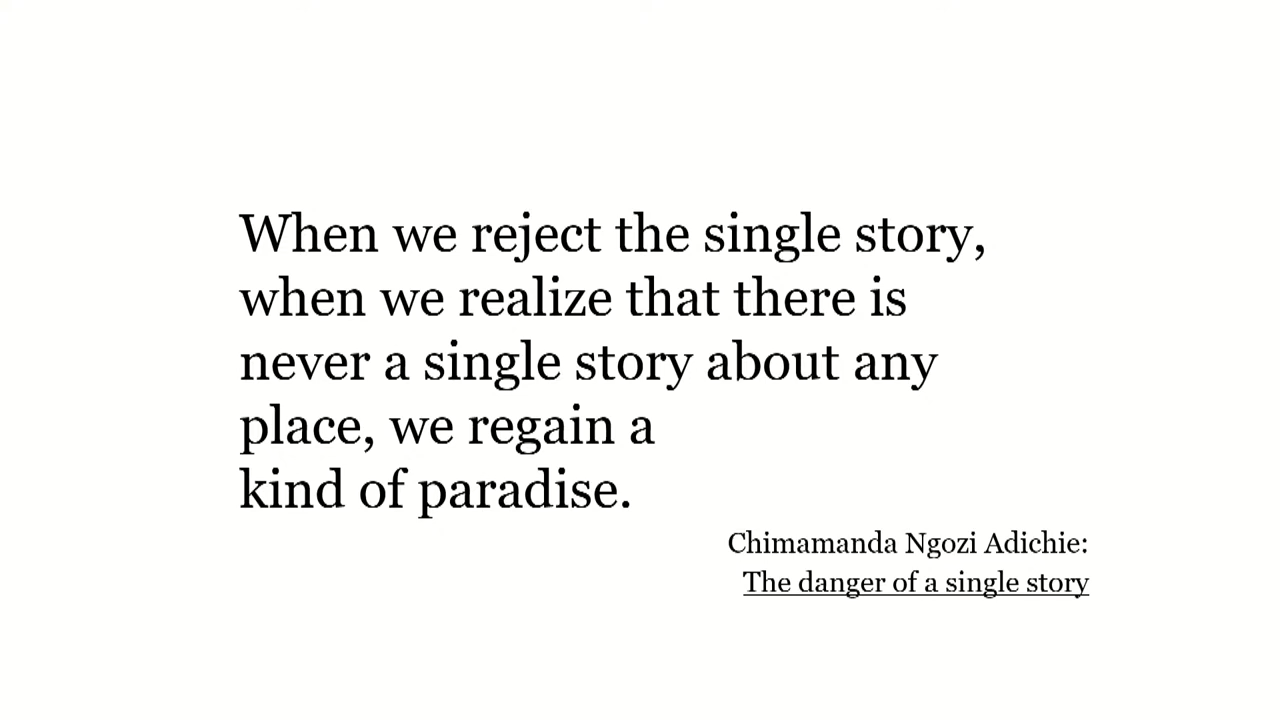 When we reject the single story,
when we realize that there is
never a single story about any
place, we regain a
kind of paradise.
Chimamanda Ngozi Adichie:
The danger of a single story